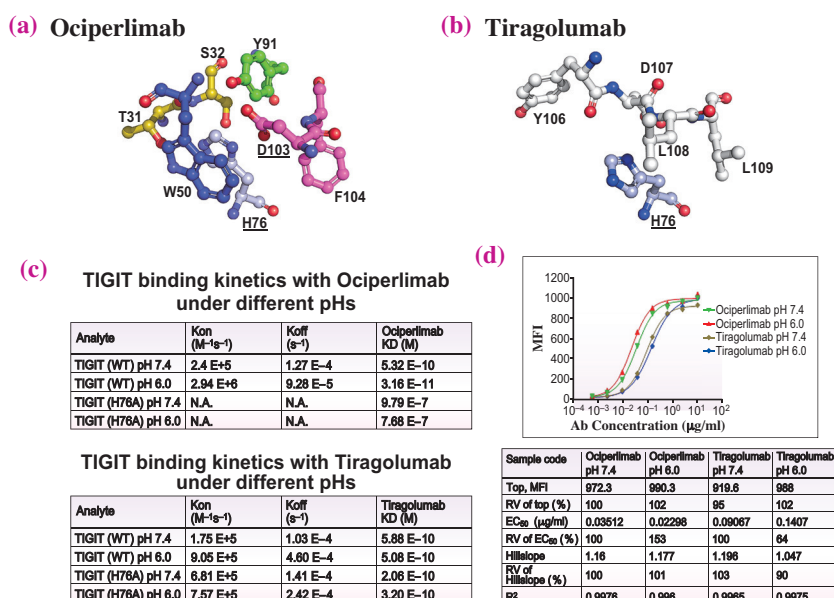 (a) Ociperlimab
S32
Y91
T31
D103
W50
F104
H76
(b) Tiragolumab
D107
Y106
L108
L109
H76
(c)
TIGIT binding kinetics with Ociperlimab
under different pHs
Analyte Kon (M–1s–1) Koff (s–1) Ociperlimab KD (M)
TIGIT (WT) pH 7.4 2.4 E+5 1.27 E–4 5.32 E–10
TIGIT (WT) pH 6.0 2.94 E+6 9.28 E–5 3.16 E–11
TIGIT (H76A) pH 7.4 N.A. N.A. 9.79 E–7
TIGIT (H76A) pH 6.0 N.A. N.A. 7.68 E–7
TIGIT binding kinetics with Tiragolumab
under different pHs
Analyte Kon (M–1s–1) Koff (s–1) Tiragolumab KD (M)
TIGIT (WT) pH 7.4 1.75 E+5 1.03 E–4 5.88 E–10
TIGIT (WT) pH 6.0 9.05 E+5 4.60 E–4 5.08 E–10
TIGIT (H76A) pH 7.4 6.81 E+5 1.41 E–4 2.06 E–10
TIGIT (H76A) pH 6.0 7.57 E+5 2.42 E–4 3.20 E–10
(d)
MFI
1200
1000
800
600
400
200
0
10–4 10–3 10–2 10–1 100 101 102
Ab Concentration (μg/ml)
Ociperlimab pH 7.4
Ociperlimab pH 6.0
Tiragolumab pH 7.4
Tiragolumab pH 6.0
Sample code Ociperlimab pH 7.4 Ociperlimab pH 6.0 Tiragolumab pH 7.4 Tiragolumab pH 6.0
Top, MFI 972.3 990.3 919.6 988
RV of top (%) 100 102 95 102
EC50 (μg/ml) 0.03512 0.02298 0.09067 0.1407
RV of EC50 (%) 100 153 100 64
Hillslope 1.16 1.177 1.196 1.047
RV of Hillslope (%) 100 101 103 90
R2 0.9976 0.996 0.9965 0.9975